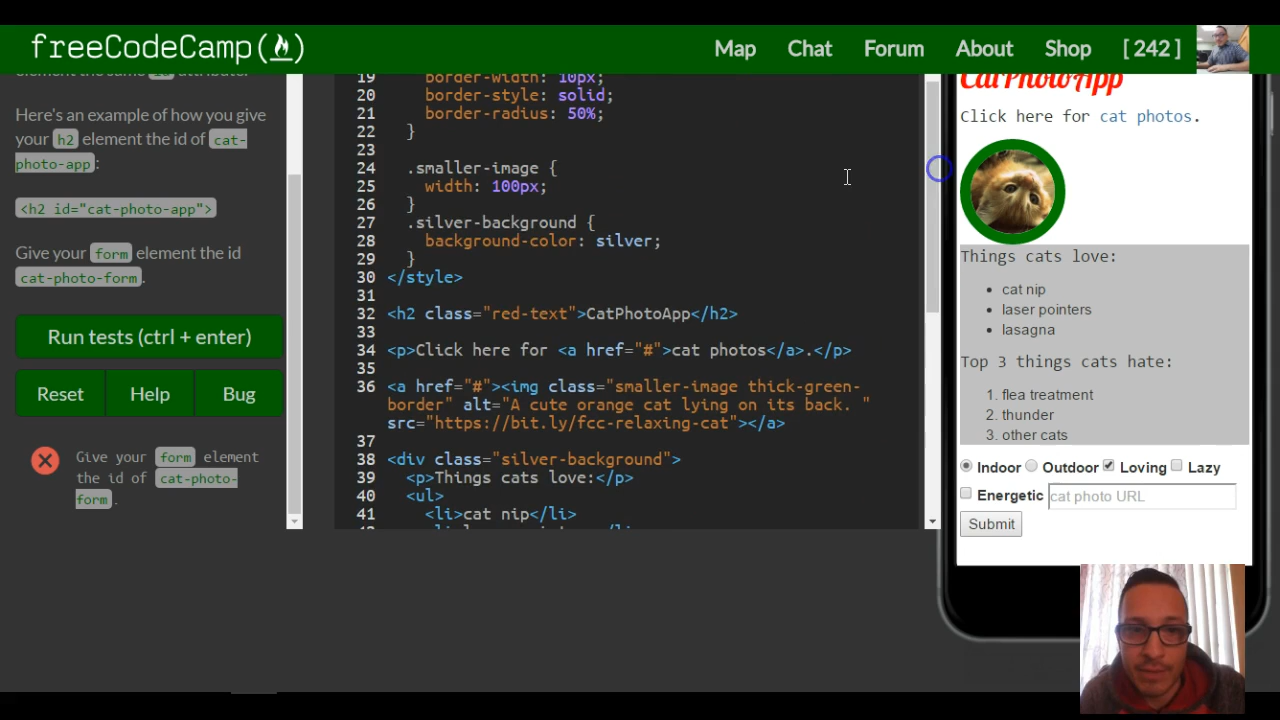 freeCodeCamp(🔥)
Map Chat Forum About Shop [ 242 ]
element the same id attribute.
Here's an example of how you give
your h2 element the id of cat-
photo-app:
<h2 id="cat-photo-app">
Give your form element the id
cat-photo-form.
Run tests (ctrl + enter)
Reset Help Bug
Give your form element
the id of cat-photo-
form.
19 border-width: 10px;
20 border-style: solid;
21 border-radius: 50%;
22 }
23
24 .smaller-image {
25 width: 100px;
26 }
27 .silver-background {
28 background-color: silver;
29 }
30 </style>
31
32 <h2 class="red-text">CatPhotoApp</h2>
33
34 <p>Click here for <a href="#">cat photos</a>.</p>
35
36 <a href="#"><img class="smaller-image thick-green-
border" alt="A cute orange cat lying on its back. "
src="https://bit.ly/fcc-relaxing-cat"></a>
37
38 <div class="silver-background">
39 <p>Things cats love:</p>
40 <ul>
41 <li>cat nip</li>
CatPhotoApp
Click here for cat photos.
Things cats love:
• cat nip
• laser pointers
• lasagna
Top 3 things cats hate:
1. flea treatment
2. thunder
3. other cats
Indoor Outdoor Loving Lazy
Energetic cat photo URL
Submit